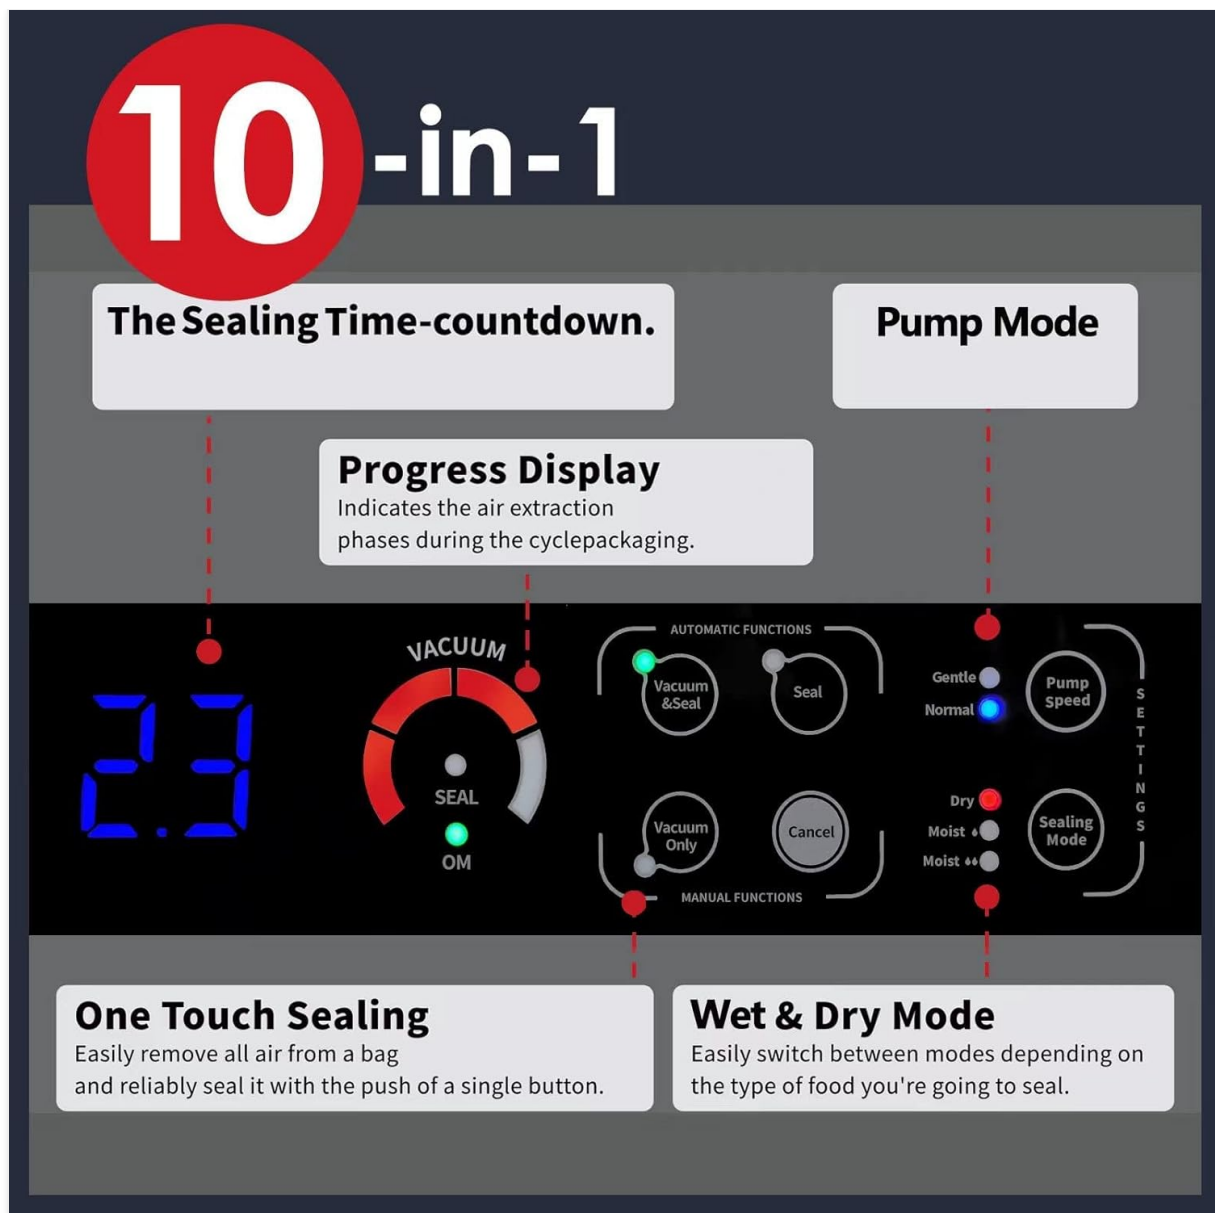 10-in-1
The Sealing Time-countdown.
Pump Mode
Progress Display
Indicates the air extraction
phases during the cyclepackaging.
2.3
VACUUM
SEAL
OM
AUTOMATIC FUNCTIONS
Vacuum
&Seal
Seal
Vacuum
Only
Cancel
MANUAL FUNCTIONS
Gentle
Normal
Pump
Speed
Dry
Moist
Moist
Sealing
Mode
SETTINGS
One Touch Sealing
Easily remove all air from a bag
and reliably seal it with the push of a single button.
Wet & Dry Mode
Easily switch between modes depending on
the type of food you're going to seal.